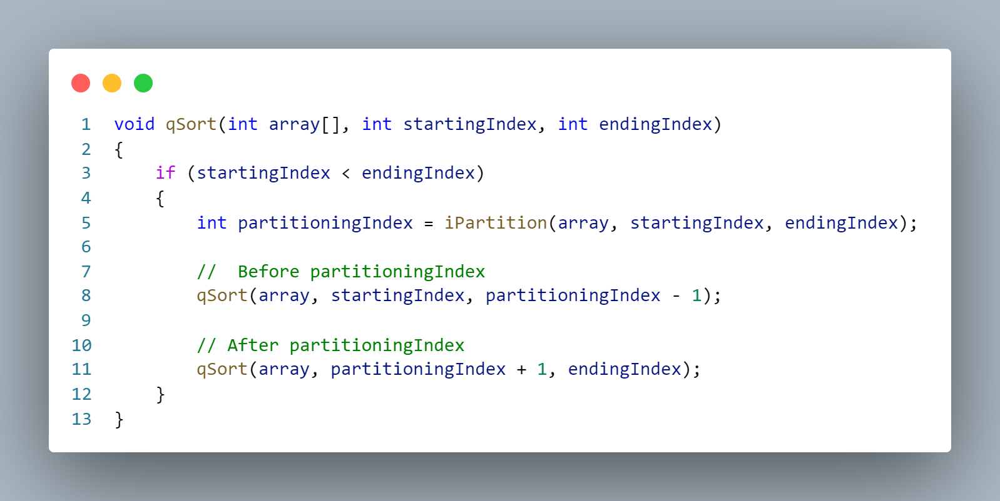 1 void qSort(int array[], int startingIndex, int endingIndex)
2 {
3     if (startingIndex < endingIndex)
4     {
5         int partitioningIndex = iPartition(array, startingIndex, endingIndex);
6
7         //  Before partitioningIndex
8         qSort(array, startingIndex, partitioningIndex - 1);
9
10         // After partitioningIndex
11         qSort(array, partitioningIndex + 1, endingIndex);
12     }
13 }